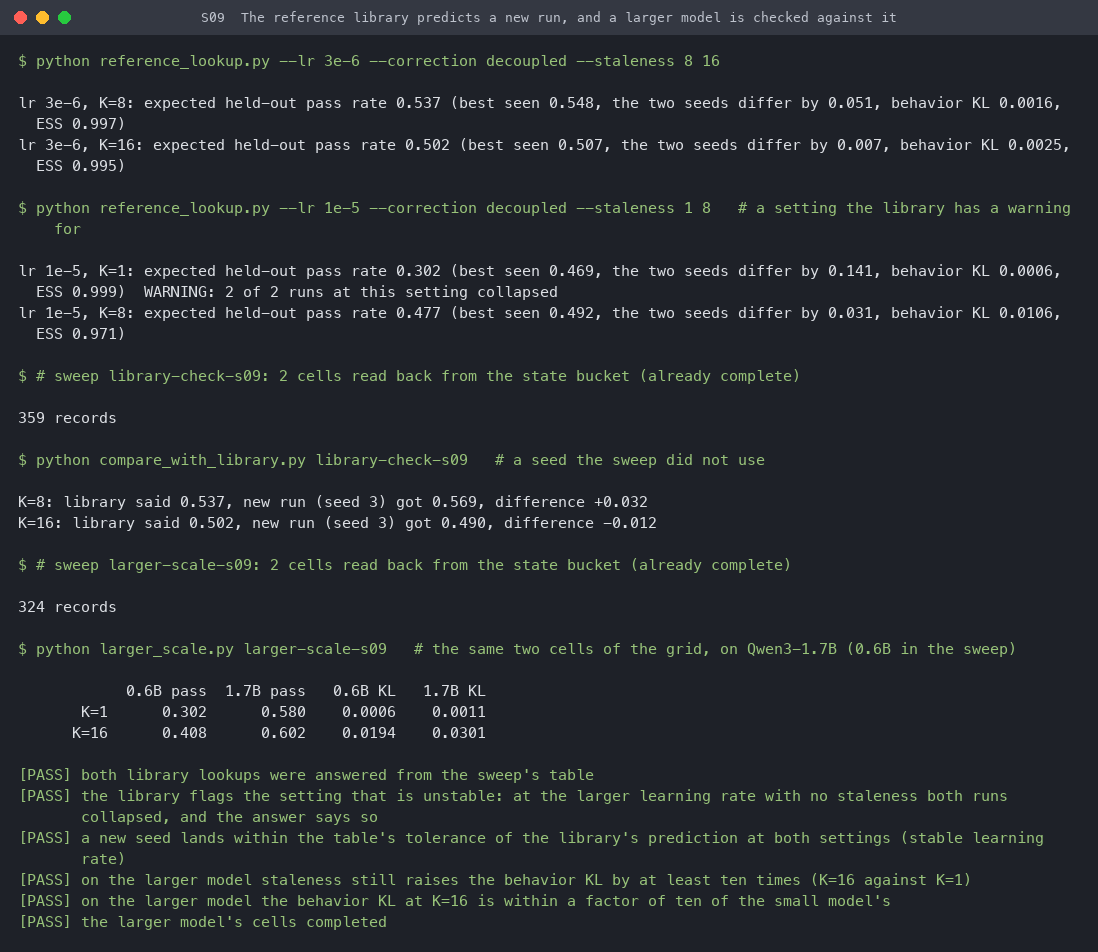 S09  The reference library predicts a new run, and a larger model is checked against it
$ python reference_lookup.py --lr 3e-6 --correction decoupled --staleness 8 16
lr 3e-6, K=8: expected held-out pass rate 0.537 (best seen 0.548, the two seeds differ by 0.051, behavior KL 0.0016,
ESS 0.997)
lr 3e-6, K=16: expected held-out pass rate 0.502 (best seen 0.507, the two seeds differ by 0.007, behavior KL 0.0025,
ESS 0.995)
$ python reference_lookup.py --lr 1e-5 --correction decoupled --staleness 1 8   # a setting the library has a warning
for
lr 1e-5, K=1: expected held-out pass rate 0.302 (best seen 0.469, the two seeds differ by 0.141, behavior KL 0.0006,
ESS 0.999)  WARNING: 2 of 2 runs at this setting collapsed
lr 1e-5, K=8: expected held-out pass rate 0.477 (best seen 0.492, the two seeds differ by 0.031, behavior KL 0.0106,
ESS 0.971)
$ # sweep library-check-s09: 2 cells read back from the state bucket (already complete)
359 records
$ python compare_with_library.py library-check-s09   # a seed the sweep did not use
K=8: library said 0.537, new run (seed 3) got 0.569, difference +0.032
K=16: library said 0.502, new run (seed 3) got 0.490, difference -0.012
$ # sweep larger-scale-s09: 2 cells read back from the state bucket (already complete)
324 records
$ python larger_scale.py larger-scale-s09   # the same two cells of the grid, on Qwen3-1.7B (0.6B in the sweep)
0.6B pass  1.7B pass   0.6B KL   1.7B KL
K=1      0.302      0.580    0.0006    0.0011
K=16      0.408      0.602    0.0194    0.0301
[PASS] both library lookups were answered from the sweep's table
[PASS] the library flags the setting that is unstable: at the larger learning rate with no staleness both runs
collapsed, and the answer says so
[PASS] a new seed lands within the table's tolerance of the library's prediction at both settings (stable learning
rate)
[PASS] on the larger model staleness still raises the behavior KL by at least ten times (K=16 against K=1)
[PASS] on the larger model the behavior KL at K=16 is within a factor of ten of the small model's
[PASS] the larger model's cells completed